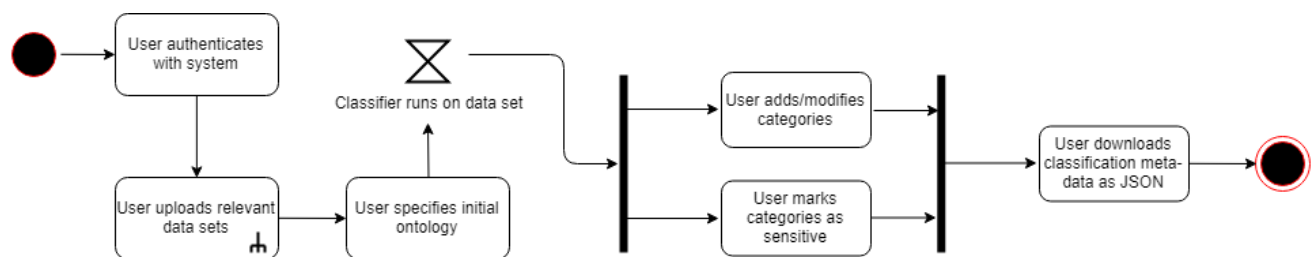 User authenticates
with system
User uploads relevant
data sets
User specifies initial
ontology
Classifier runs on data set
User adds/modifies
categories
User marks
categories as
sensitive
User downloads
classification meta-
data as JSON